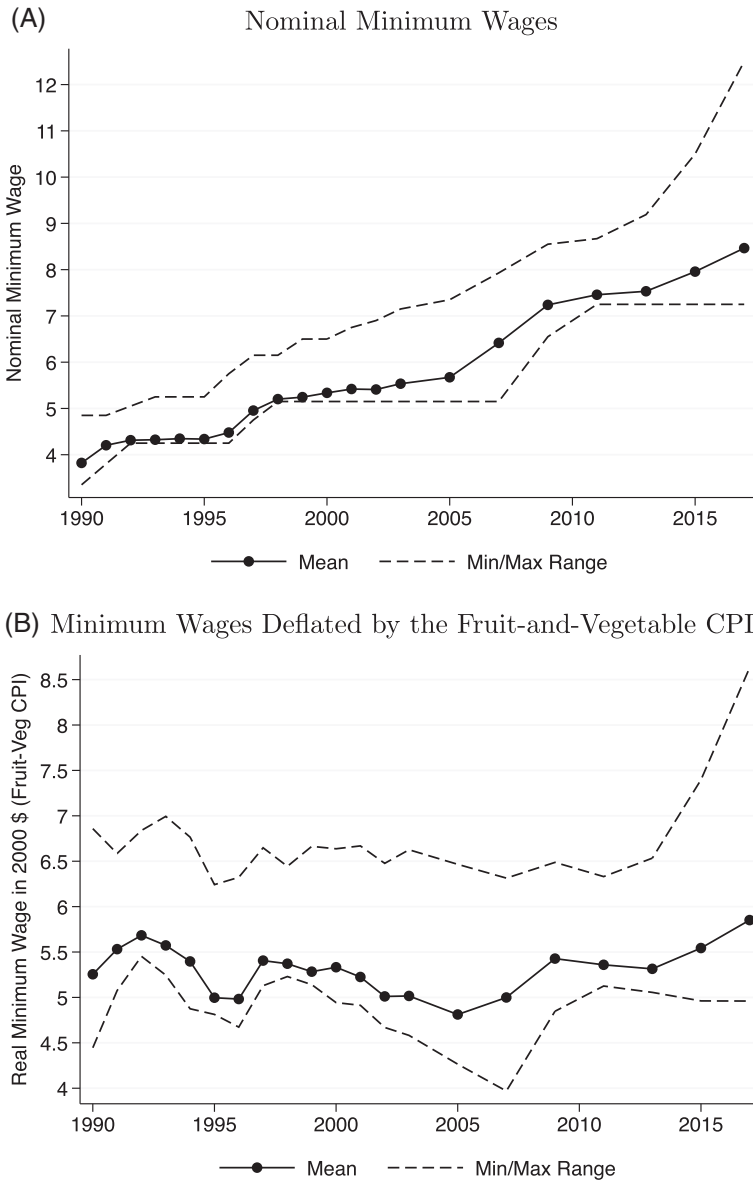 (A) Nominal Minimum Wages
Nominal Minimum Wage
12
11
10
9
8
7
6
5
4
1990 1995 2000 2005 2010 2015
Mean Min/Max Range
(B) Minimum Wages Deflated by the Fruit-and-Vegetable CPI
Real Minimum Wage in 2000 $ (Fruit-Veg CPI)
8.5
8
7.5
7
6.5
6
5.5
5
4.5
4
1990 1995 2000 2005 2010 2015
Mean Min/Max Range